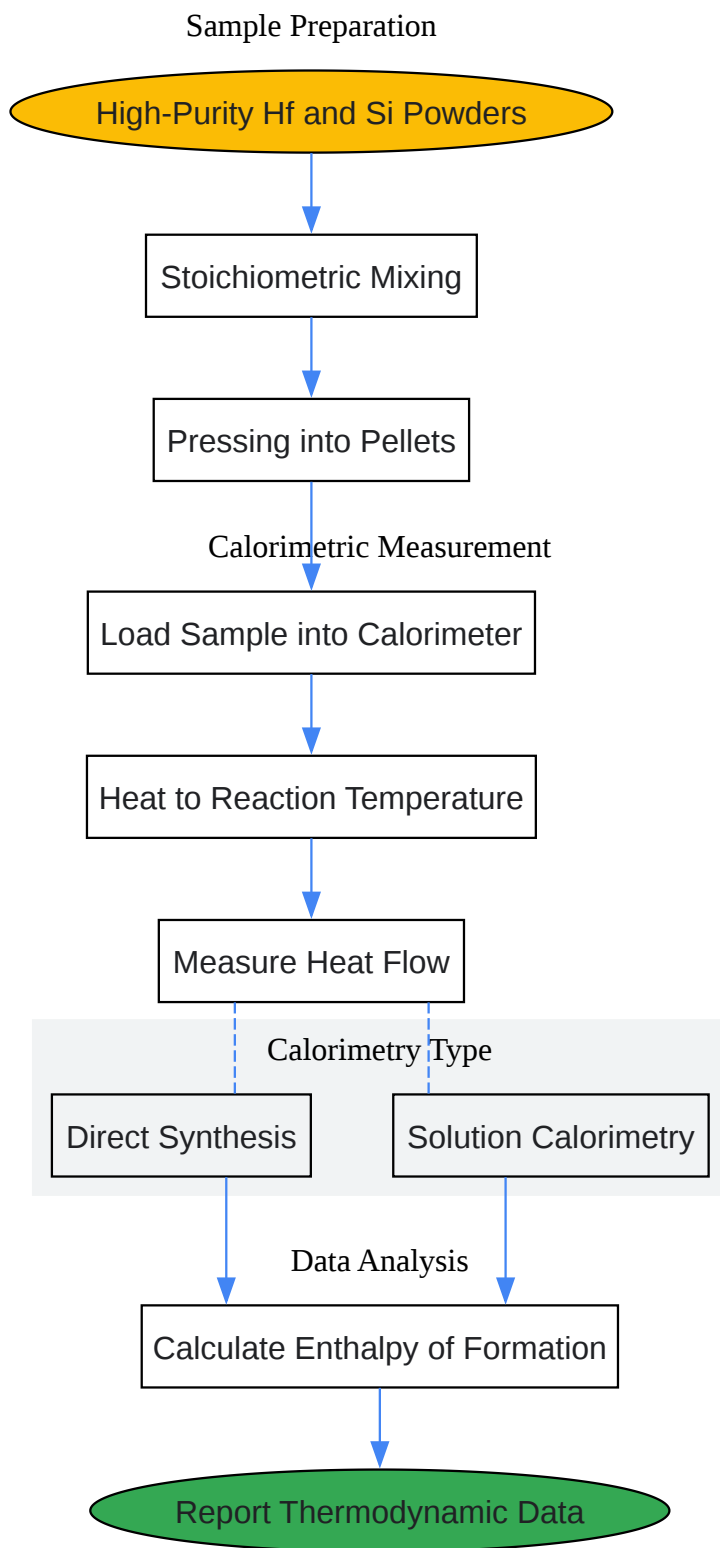 Sample Preparation
High-Purity Hf and Si Powders
Stoichiometric Mixing
Pressing into Pellets
Calorimetric Measurement
Load Sample into Calorimeter
Heat to Reaction Temperature
Measure Heat Flow
Calorimetry Type
Direct Synthesis
Solution Calorimetry
Data Analysis
Calculate Enthalpy of Formation
Report Thermodynamic Data